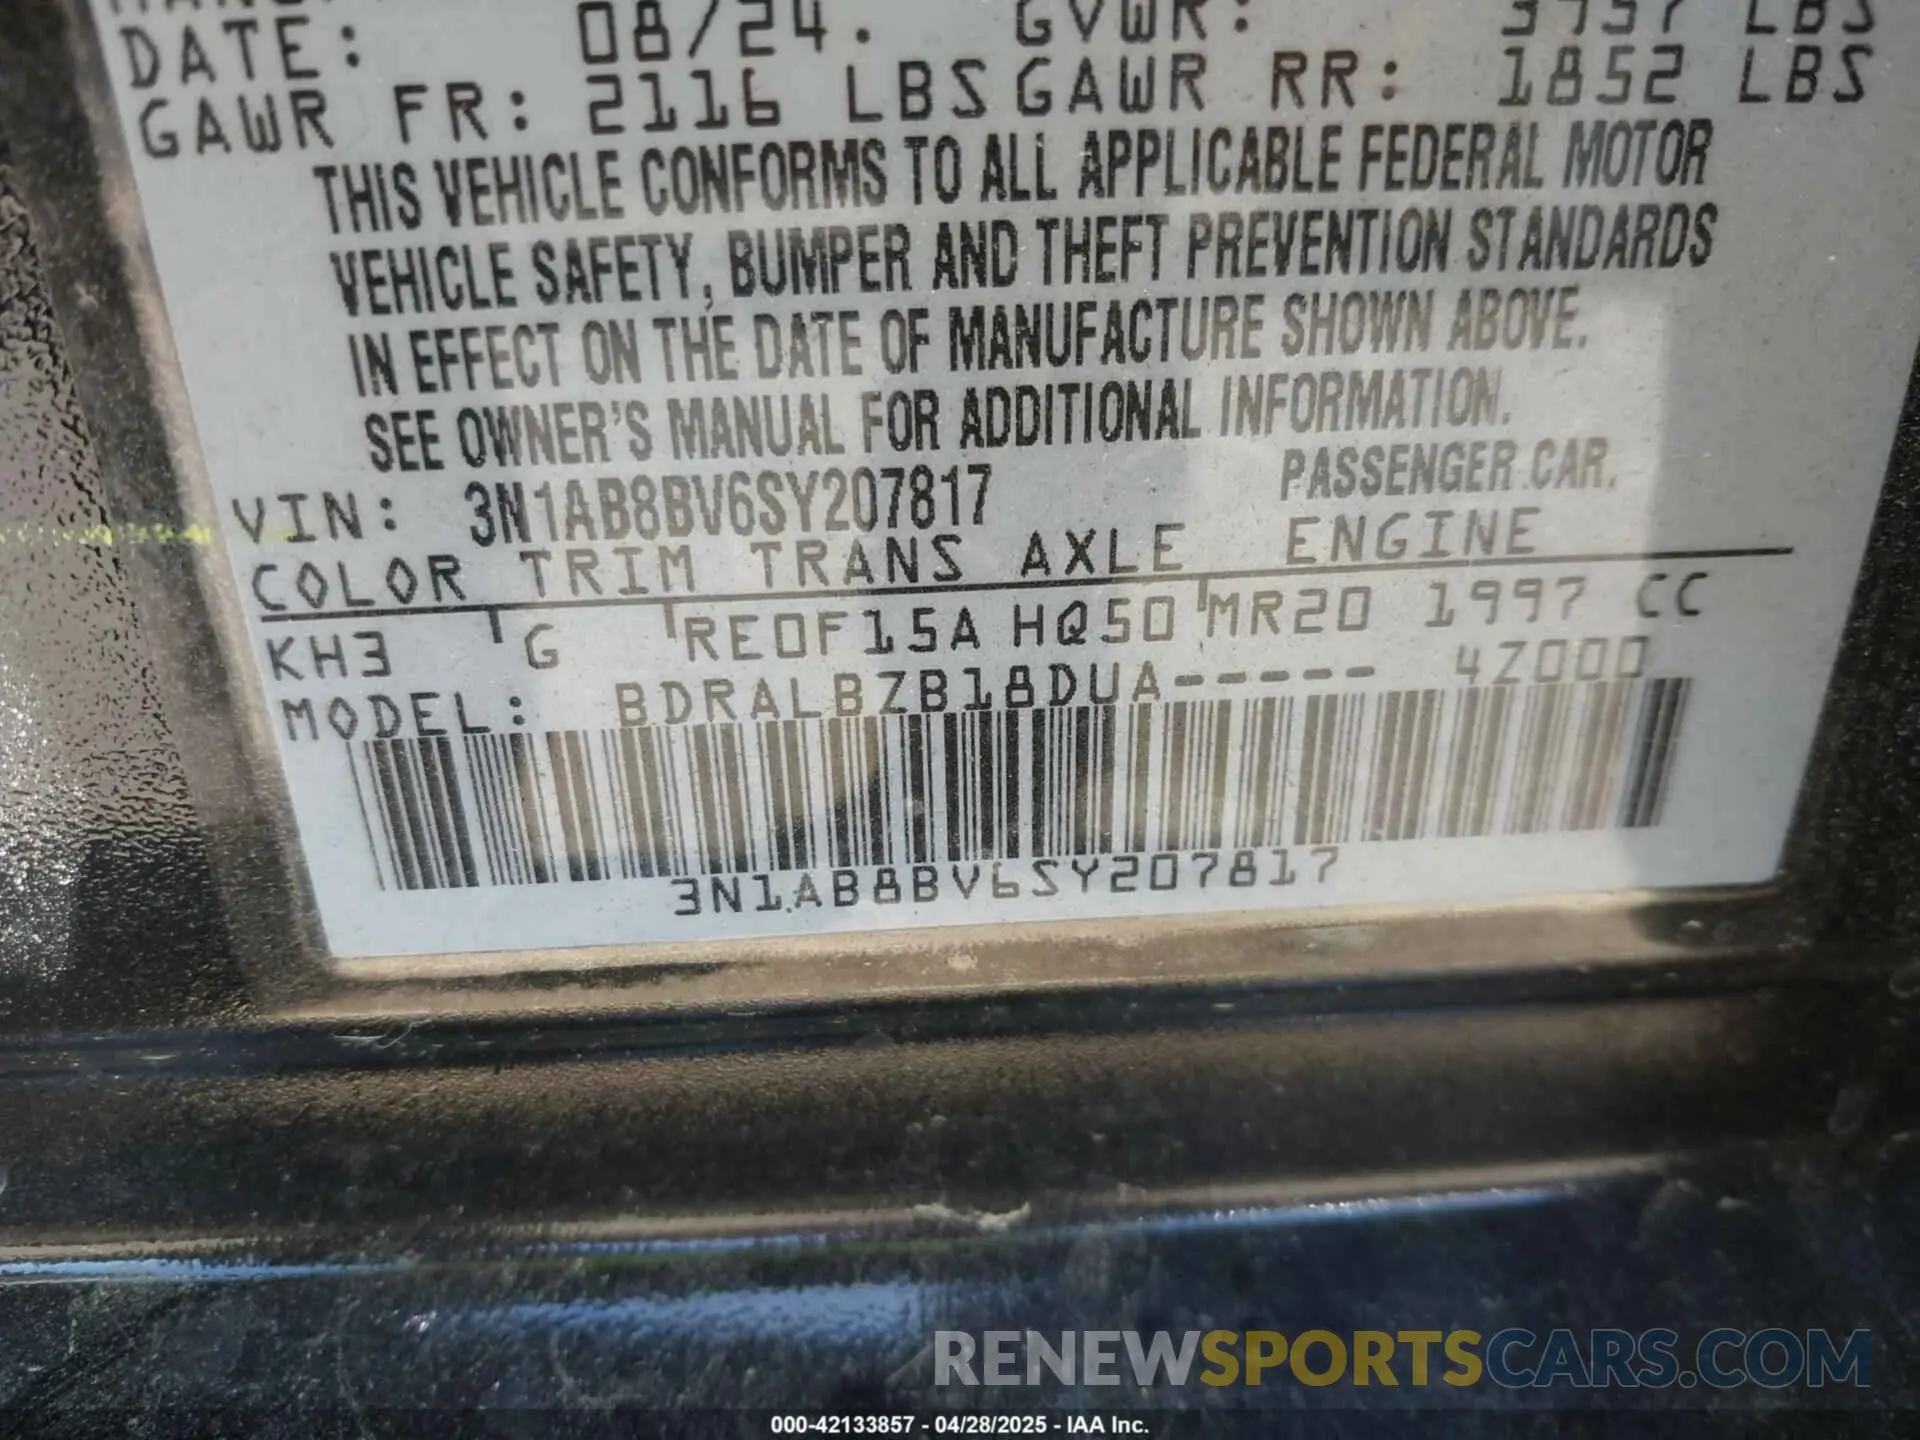 DATE: 08/24. GVWR: 3957 LBS
GAWR FR: 2116 LBS GAWR RR: 1852 LBS
THIS VEHICLE CONFORMS TO ALL APPLICABLE FEDERAL MOTOR
VEHICLE SAFETY, BUMPER AND THEFT PREVENTION STANDARDS
IN EFFECT ON THE DATE OF MANUFACTURE SHOWN ABOVE.
SEE OWNER'S MANUAL FOR ADDITIONAL INFORMATION.
VIN: 3N1AB8BV6SY207817 PASSENGER CAR.
COLOR TRIM TRANS AXLE ENGINE
KH3 G RE0F15A HQ50 MR20 1997 CC
MODEL: BDRALBZB18DUA----- 4Z000
3N1AB8BV6SY207817
RENEWSPORTSCARS.COM
000-42133857 - 04/28/2025 - IAA Inc.